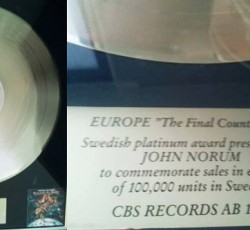 EUROPE "The Final Count
Swedish platinum award pres
JOHN NORUM
to commemorate sales in e
of 100,000 units in Swe
CBS RECORDS AB 1